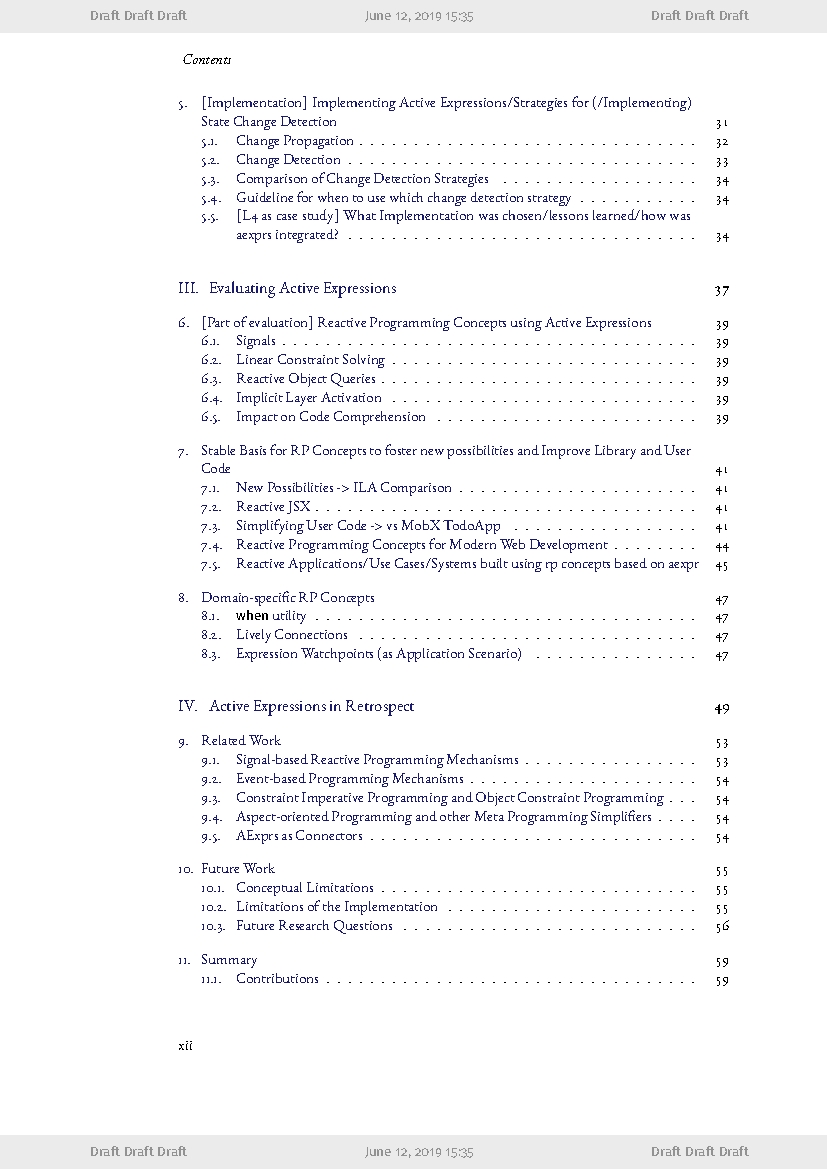 Draft Draft Draft June 12, 2019 15:35 Draft Draft Draft
Contents
5. [Implementation] Implementing Active Expressions/Strategies for (/Implementing)
State Change Detection 31
5.1. Change Propagation . . . . . . . . . . . . . . . . . . . . . . . . . . . . . . . 32
5.2. Change Detection . . . . . . . . . . . . . . . . . . . . . . . . . . . . . . . . 33
5.3. Comparison of Change Detection Strategies . . . . . . . . . . . . . . . . . . 34
5.4. Guideline for when to use which change detection strategy . . . . . . . . . . . 34
5.5. [L4 as case study] What Implementation was chosen/lessons learned/how was
aexprs integrated? . . . . . . . . . . . . . . . . . . . . . . . . . . . . . . . . 34
III. Evaluating Active Expressions 37
6. [Part of evaluation] Reactive Programming Concepts using Active Expressions 39
6.1. Signals . . . . . . . . . . . . . . . . . . . . . . . . . . . . . . . . . . . . . . 39
6.2. Linear Constraint Solving . . . . . . . . . . . . . . . . . . . . . . . . . . . . 39
6.3. Reactive Object Queries . . . . . . . . . . . . . . . . . . . . . . . . . . . . . 39
6.4. Implicit Layer Activation . . . . . . . . . . . . . . . . . . . . . . . . . . . . 39
6.5. Impact on Code Comprehension . . . . . . . . . . . . . . . . . . . . . . . . 39
7. Stable Basis for RP Concepts to foster new possibilities and Improve Library and User
Code 41
7.1. New Possibilities -> ILA Comparison . . . . . . . . . . . . . . . . . . . . . . 41
7.2. Reactive JSX . . . . . . . . . . . . . . . . . . . . . . . . . . . . . . . . . . . 41
7.3. Simplifying User Code -> vs MobX TodoApp . . . . . . . . . . . . . . . . . 41
7.4. Reactive Programming Concepts for Modern Web Development . . . . . . . . 44
7.5. Reactive Applications/Use Cases/Systems built using rp concepts based on aexpr 45
8. Domain-specific RP Concepts 47
8.1. when utility . . . . . . . . . . . . . . . . . . . . . . . . . . . . . . . . . . . 47
8.2. Lively Connections . . . . . . . . . . . . . . . . . . . . . . . . . . . . . . . 47
8.3. Expression Watchpoints (as Application Scenario) . . . . . . . . . . . . . . . 47
IV. Active Expressions in Retrospect 49
9. Related Work 53
9.1. Signal-based Reactive Programming Mechanisms . . . . . . . . . . . . . . . . 53
9.2. Event-based Programming Mechanisms . . . . . . . . . . . . . . . . . . . . . 54
9.3. Constraint Imperative Programming and Object Constraint Programming . . . 54
9.4. Aspect-oriented Programming and other Meta Programming Simplifiers . . . . 54
9.5. AExprs as Connectors . . . . . . . . . . . . . . . . . . . . . . . . . . . . . . 54
10. Future Work 55
10.1. Conceptual Limitations . . . . . . . . . . . . . . . . . . . . . . . . . . . . . 55
10.2. Limitations of the Implementation . . . . . . . . . . . . . . . . . . . . . . . 55
10.3. Future Research Questions . . . . . . . . . . . . . . . . . . . . . . . . . . . 56
11. Summary 59
11.1. Contributions . . . . . . . . . . . . . . . . . . . . . . . . . . . . . . . . . . 59
xii
Draft Draft Draft June 12, 2019 15:35 Draft Draft Draft